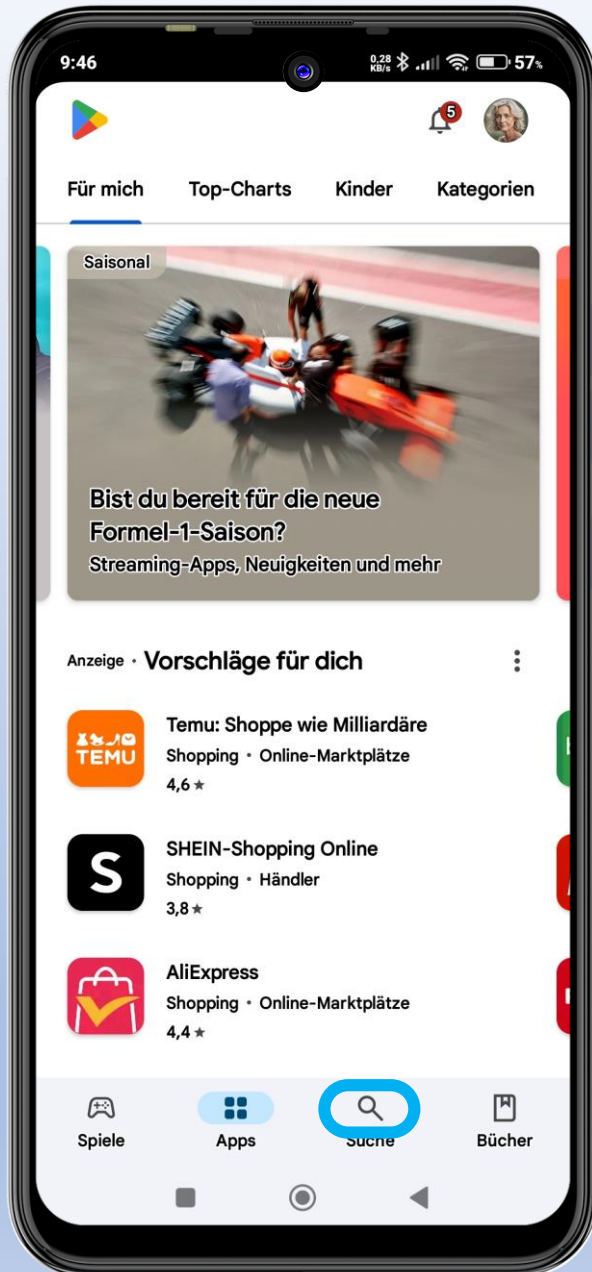 9:46
0,28 KB/s 57%
5
Für mich Top-Charts Kinder Kategorien
Saisonal
Bist du bereit für die neue
Formel-1-Saison?
Streaming-Apps, Neuigkeiten und mehr
Anzeige • Vorschläge für dich
TEMU
Temu: Shoppe wie Milliardäre
Shopping • Online-Marktplätze
4,6 ★
S
SHEIN-Shopping Online
Shopping • Händler
3,8 ★
AliExpress
Shopping • Online-Marktplätze
4,4 ★
Spiele Apps Suche Bücher